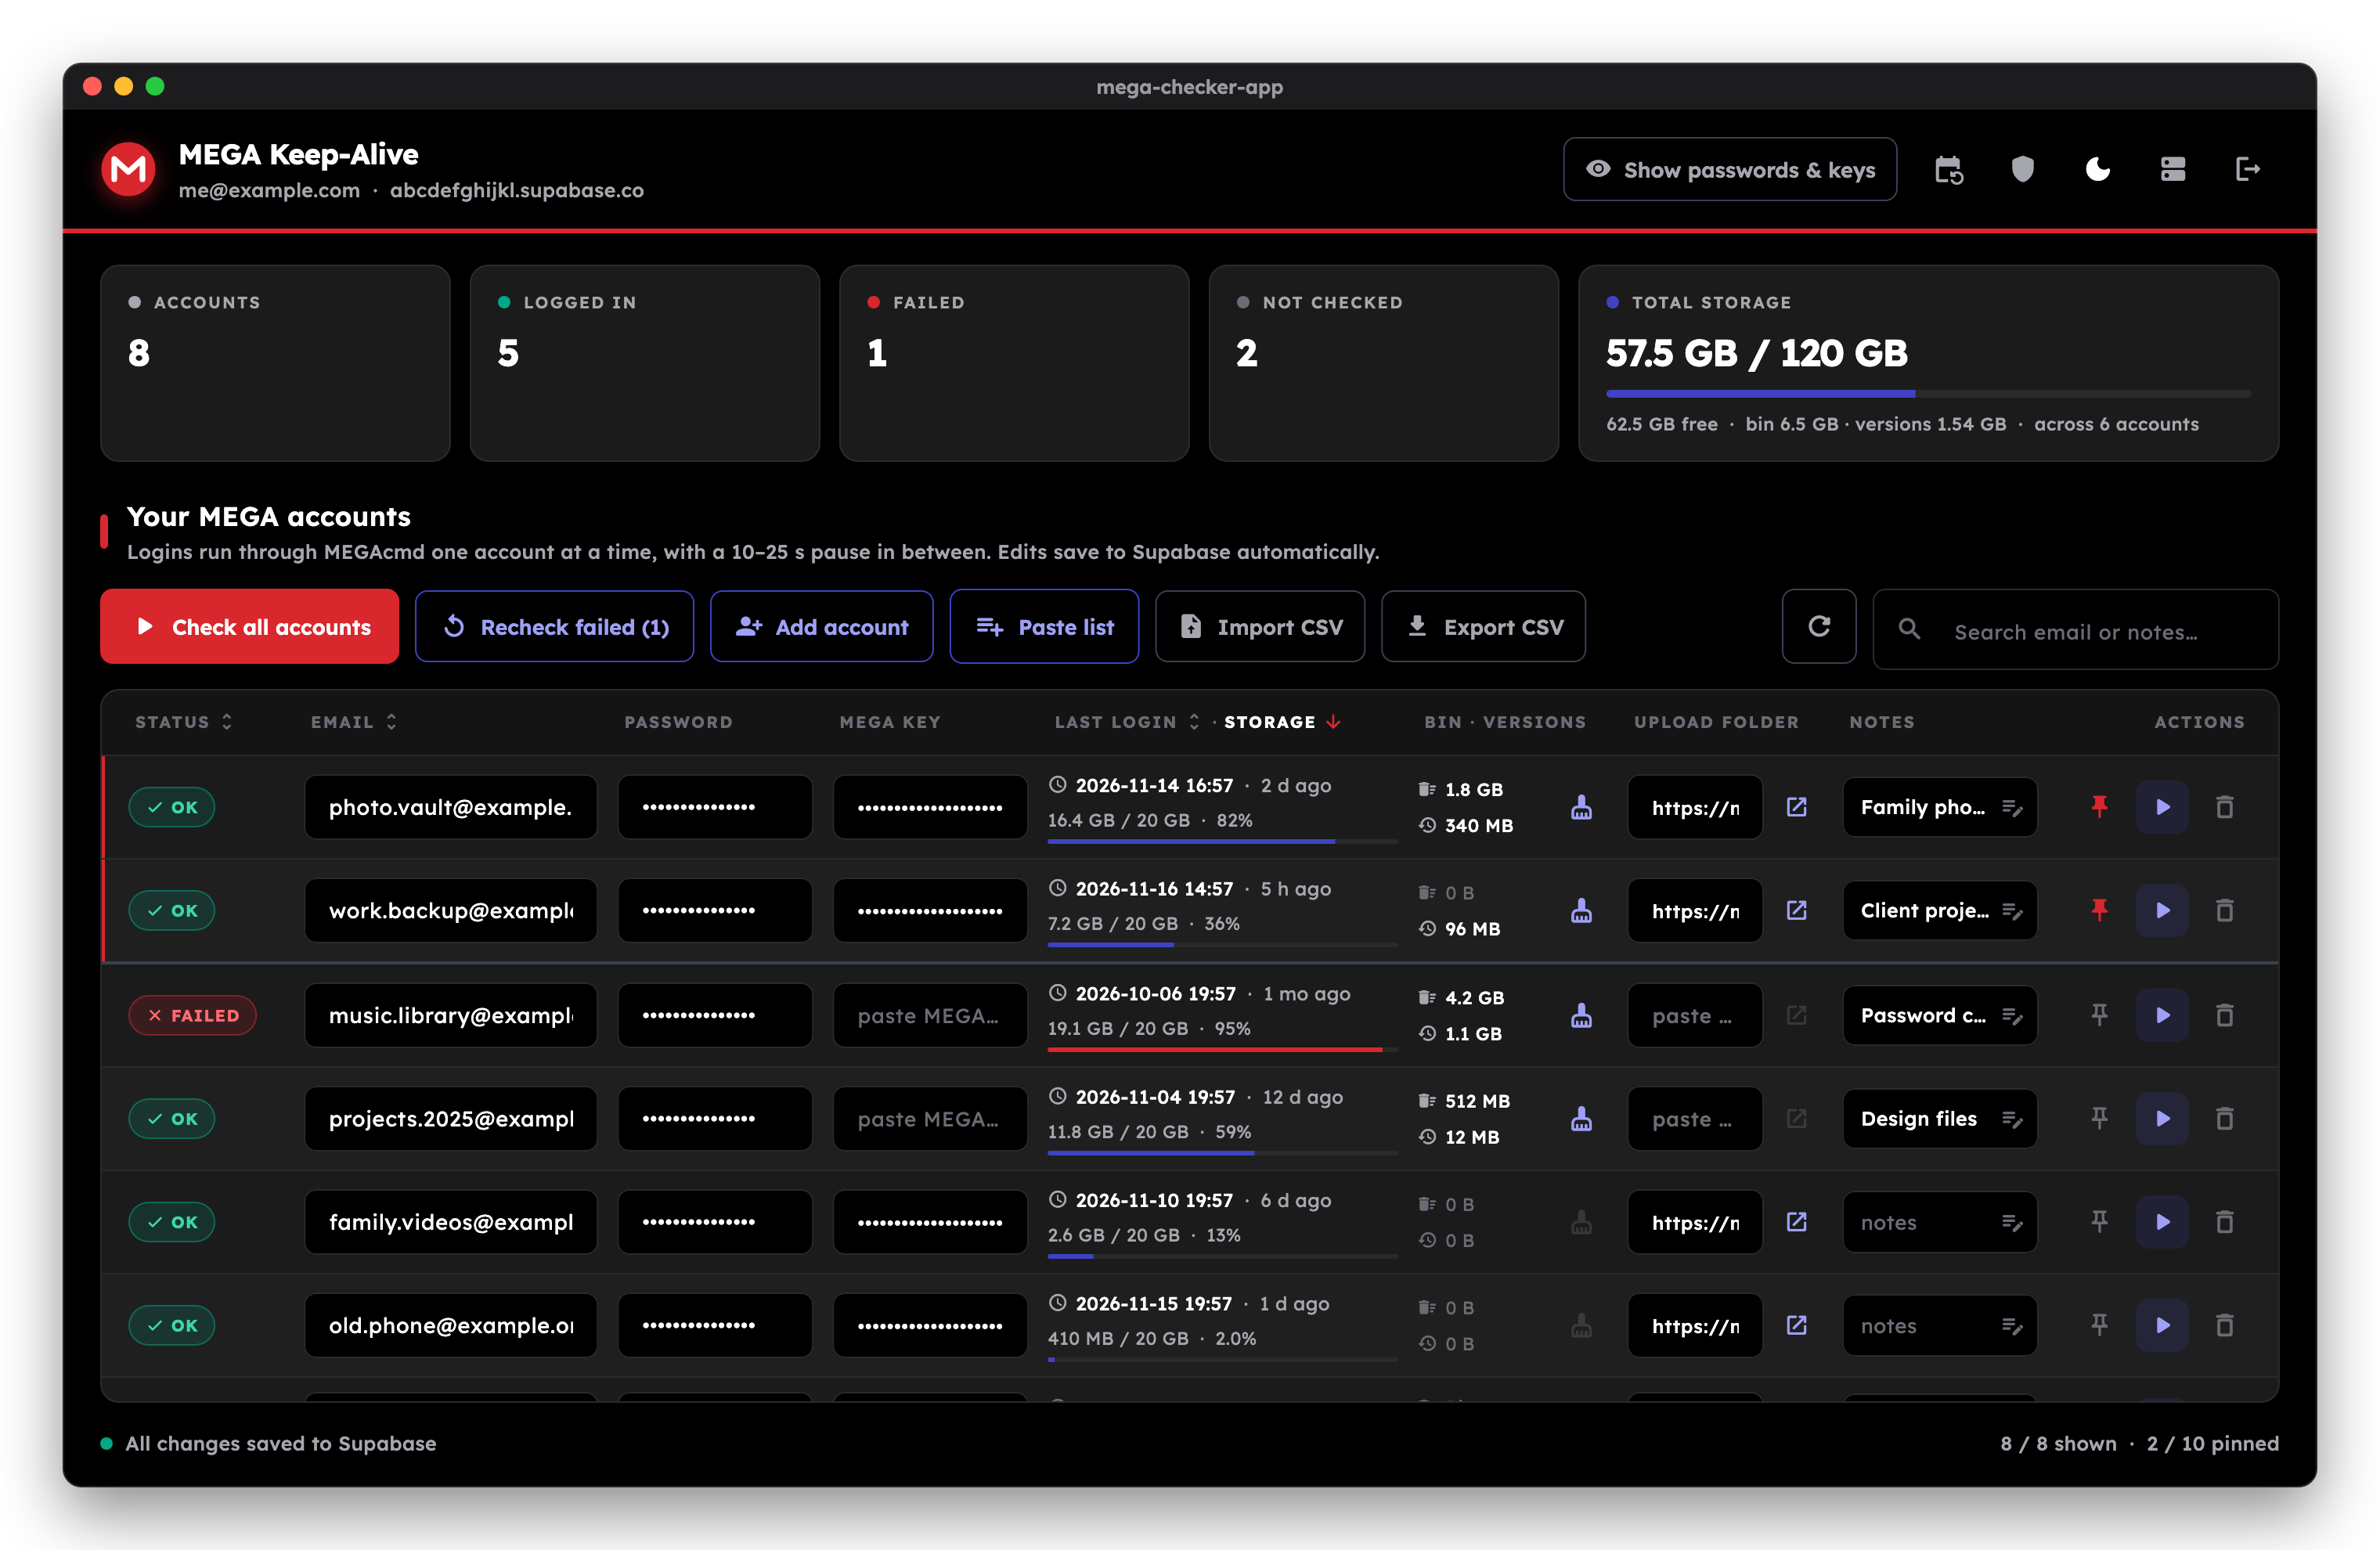 mega-checker-app
MEGA Keep-Alive
me@example.com · abcdefghijkl.supabase.co
Show passwords & keys
ACCOUNTS
8
LOGGED IN
5
FAILED
1
NOT CHECKED
2
TOTAL STORAGE
57.5 GB / 120 GB
62.5 GB free · bin 6.5 GB · versions 1.54 GB · across 6 accounts
Your MEGA accounts
Logins run through MEGAcmd one account at a time, with a 10–25 s pause in between. Edits save to Supabase automatically.
Check all accounts
Recheck failed (1)
Add account
Paste list
Import CSV
Export CSV
Search email or notes...
STATUS EMAIL PASSWORD MEGA KEY LAST LOGIN · STORAGE BIN · VERSIONS UPLOAD FOLDER NOTES ACTIONS
OK
photo.vault@example.
2026-11-14 16:57 · 2 d ago
16.4 GB / 20 GB · 82%
1.8 GB
340 MB
https://
Family pho...
OK
work.backup@exampl
2026-11-16 14:57 · 5 h ago
7.2 GB / 20 GB · 36%
0 B
96 MB
https://
Client proje...
FAILED
music.library@exampl
paste MEGA...
2026-10-06 19:57 · 1 mo ago
19.1 GB / 20 GB · 95%
4.2 GB
1.1 GB
paste ...
Password c...
OK
projects.2025@exampl
paste MEGA...
2026-11-04 19:57 · 12 d ago
11.8 GB / 20 GB · 59%
512 MB
12 MB
paste ...
Design files
OK
family.videos@exampl
2026-11-10 19:57 · 6 d ago
2.6 GB / 20 GB · 13%
0 B
0 B
https://
notes
OK
old.phone@example.o
2026-11-15 19:57 · 1 d ago
410 MB / 20 GB · 2.0%
0 B
0 B
https://
notes
All changes saved to Supabase
8 / 8 shown · 2 / 10 pinned